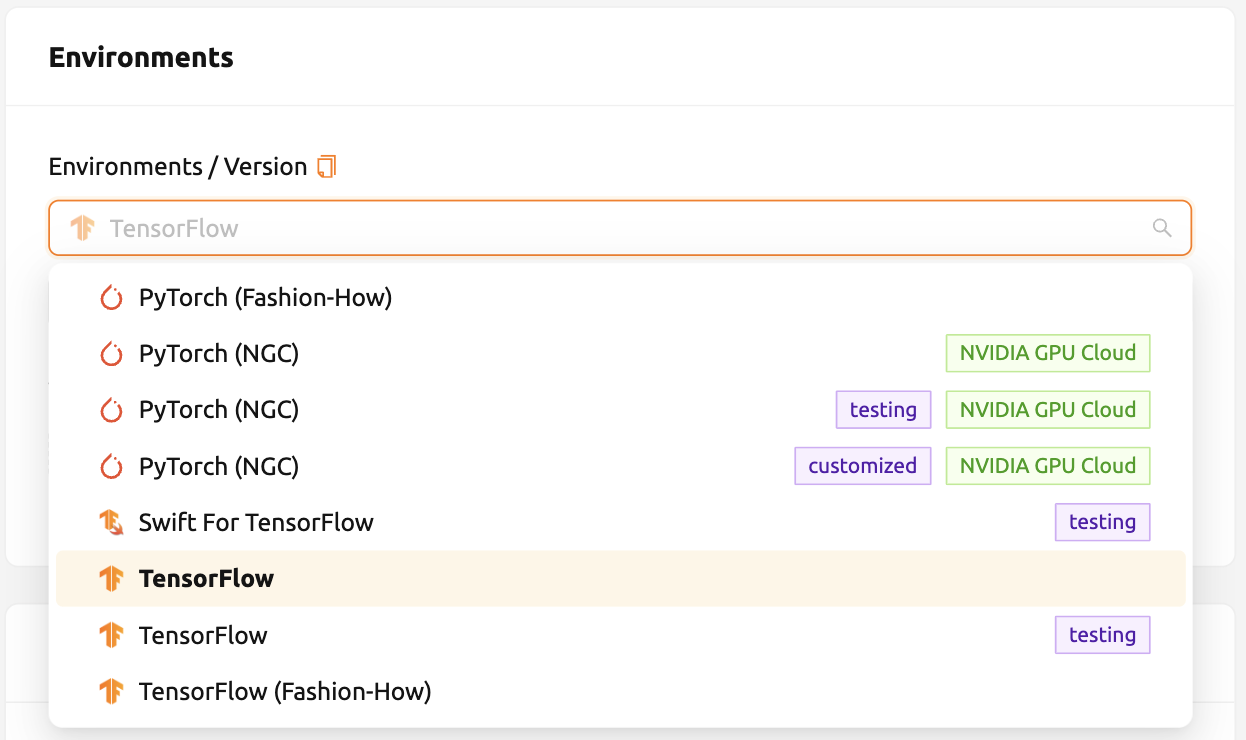 Environments
Environments / Version
TensorFlow
PyTorch (Fashion-How)
PyTorch (NGC) NVIDIA GPU Cloud
PyTorch (NGC) testing NVIDIA GPU Cloud
PyTorch (NGC) customized NVIDIA GPU Cloud
Swift For TensorFlow testing
TensorFlow
TensorFlow testing
TensorFlow (Fashion-How)